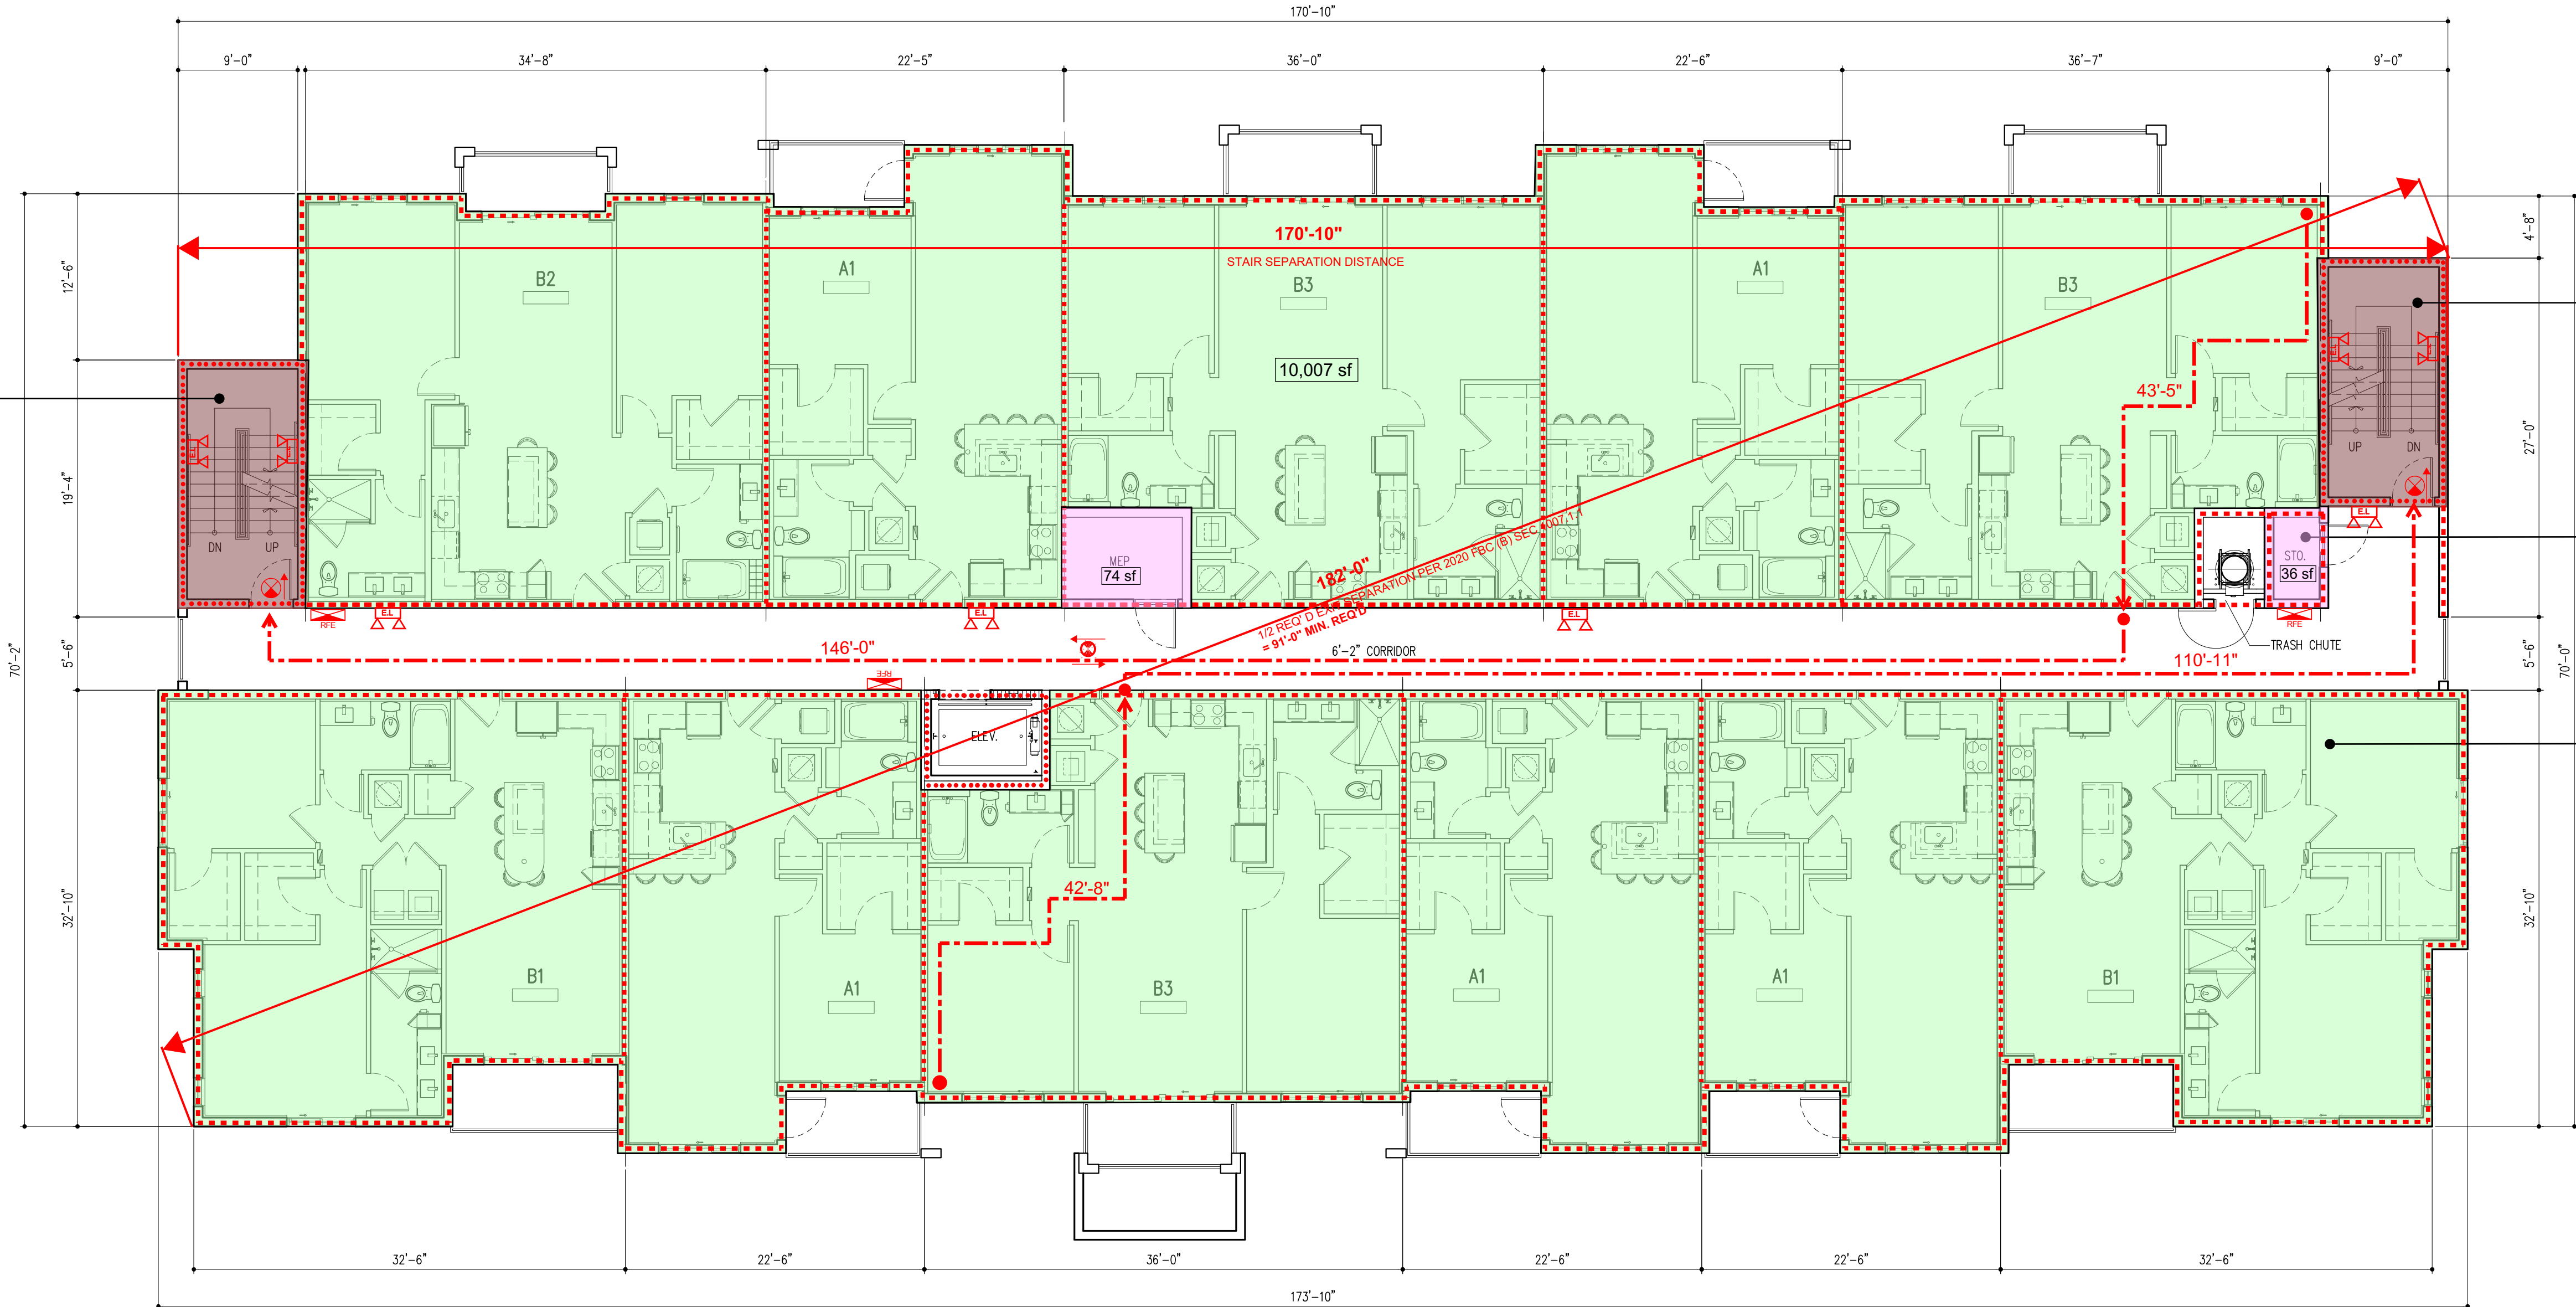 170'-10"
9'-0"
34'-8"
22'-5"
36'-0"
22'-6"
36'-7"
9'-0"
170'-10"
STAIR SEPARATION DISTANCE
4'-8"
12'-6"
B2
A1
B3
A1
B3
10,007 sf
43'-5"
E.L
E.L
E.L
E.L
UP
DN
27'-0"
19'-4"
DN
UP
MEP
74 sf
182'-0"
1/2 REQ' D EXIT SEPARATION PER 2020 FBC (B) SEC 1007.1.1
= 91'-0" MIN. REQ'D
E.L
STO.
36 sf
RFE
E.L
E.L
E.L
RFE
70'-2"
5'-6"
146'-0"
6'-2" CORRIDOR
TRASH CHUTE
110'-11"
5'-6"
70'-0"
RFE
ELEV.
42'-8"
32'-10"
32'-10"
B1
A1
B3
A1
A1
B1
32'-6"
22'-6"
36'-0"
22'-6"
22'-6"
32'-6"
173'-10"